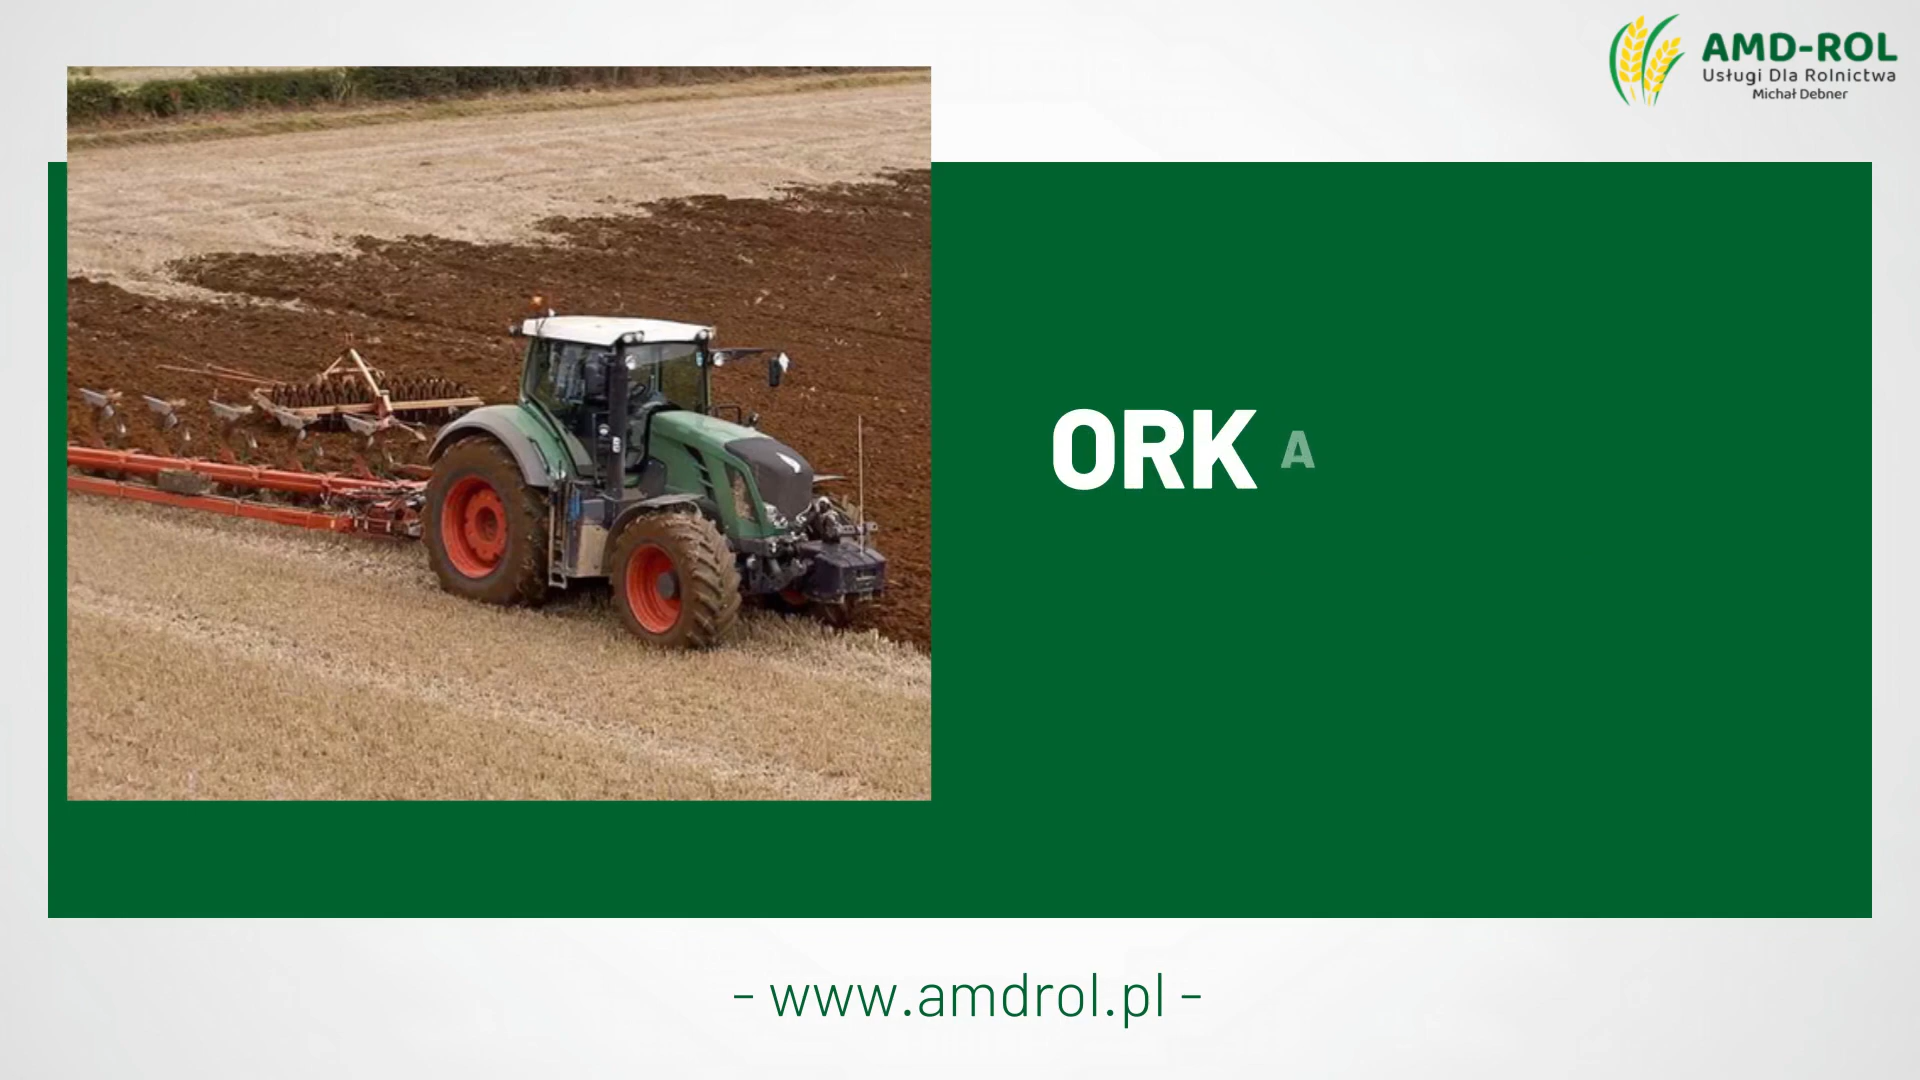 AMD-ROL
Usługi Dla Rolnictwa
Michał Debner
ORK A
- www.amdrol.pl -